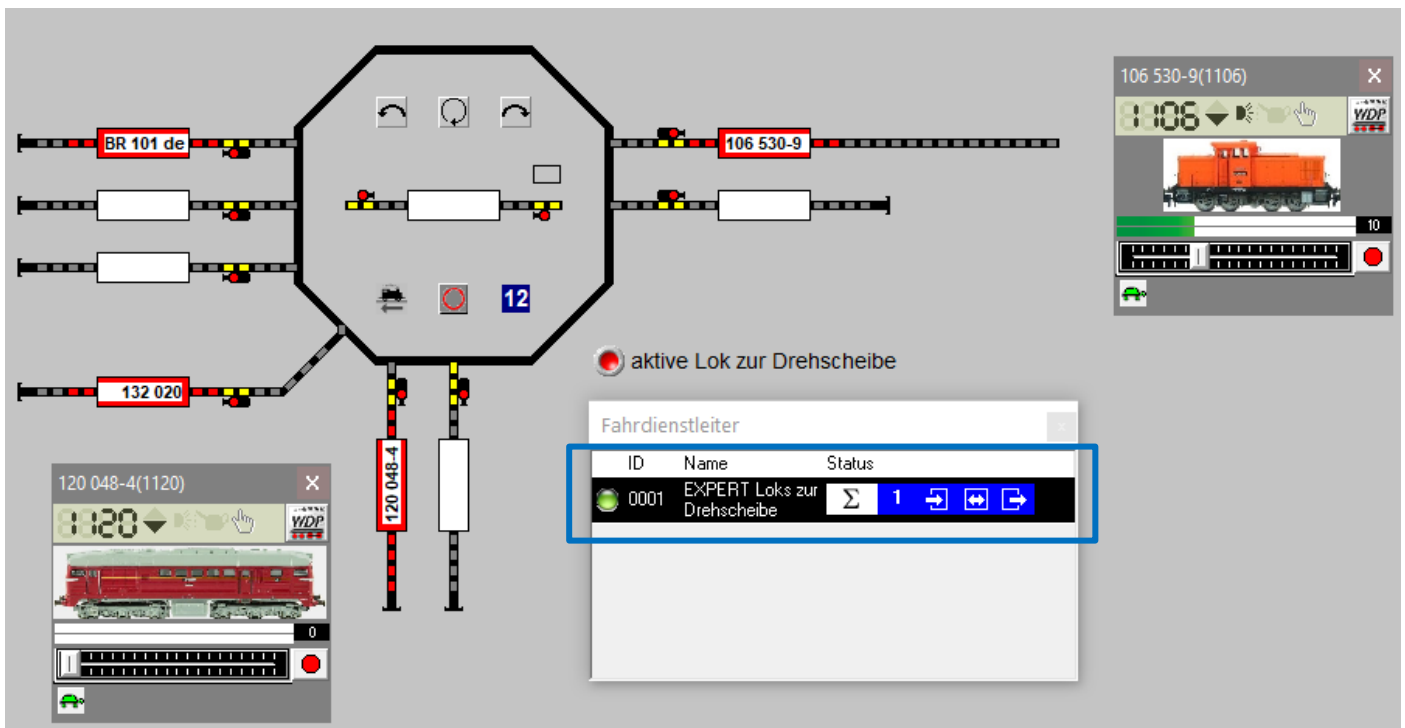 106 530-9(1106)
X
1106
WDP
BR 101 de
106 530-9
10
12
aktive Lok zur Drehscheibe
132 020
Fahrdienstleiter
x
ID Name Status
0001 EXPERT Loks zur Drehscheibe Σ 1
120 048-4
120 048-4(1120)
X
1120
WDP
0